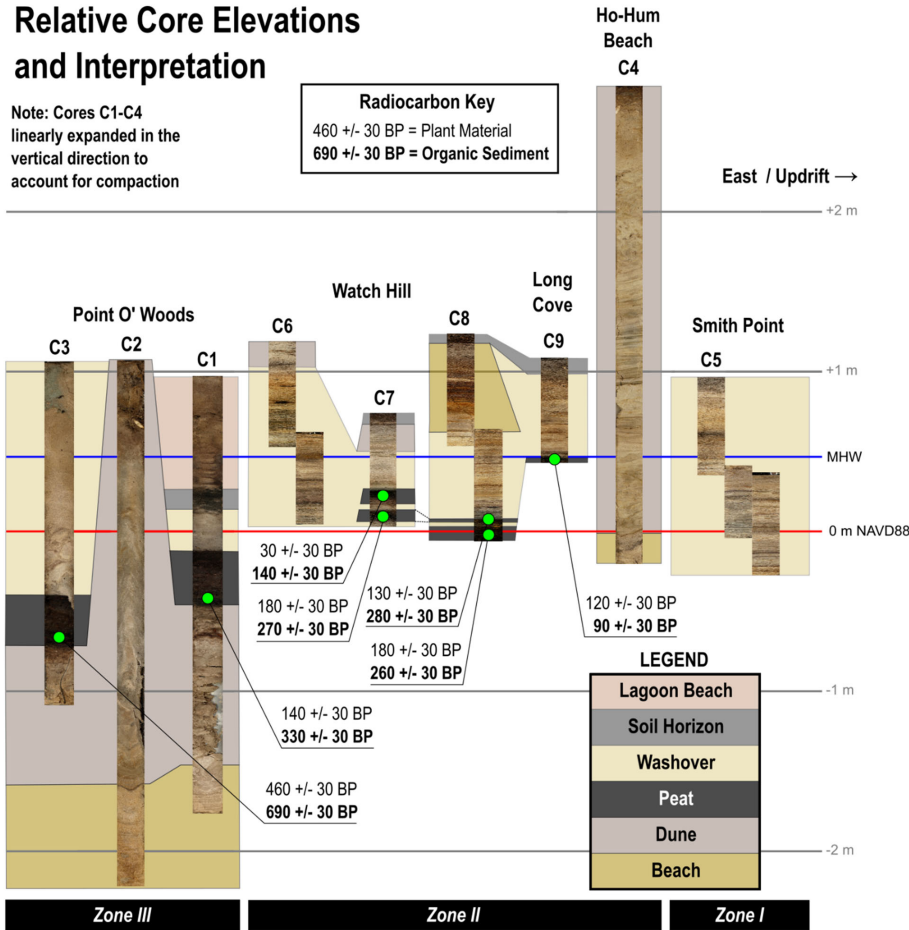 Relative Core Elevations
and Interpretation
Note: Cores C1-C4
linearly expanded in the
vertical direction to
account for compaction
Radiocarbon Key
460 +/- 30 BP = Plant Material
690 +/- 30 BP = Organic Sediment
Ho-Hum
Beach
C4
East / Updrift →
+2 m
Point O' Woods
C3
C2
C1
Watch Hill
C6
C7
C8
Long
Cove
C9
Smith Point
C5
+1 m
MHW
0 m NAVD88
30 +/- 30 BP
140 +/- 30 BP
180 +/- 30 BP
270 +/- 30 BP
130 +/- 30 BP
280 +/- 30 BP
180 +/- 30 BP
260 +/- 30 BP
120 +/- 30 BP
90 +/- 30 BP
140 +/- 30 BP
330 +/- 30 BP
460 +/- 30 BP
690 +/- 30 BP
-1 m
-2 m
LEGEND
Lagoon Beach
Soil Horizon
Washover
Peat
Dune
Beach
Zone III
Zone II
Zone I